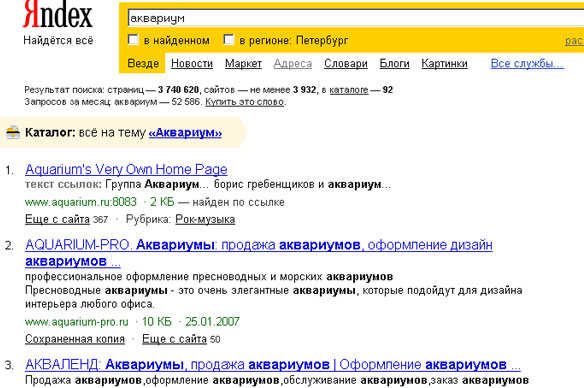 Яndex
аквариум
Найдётся всё
в найденном в регионе: Петербург
рас
Везде Новости Маркет Адреса Словари Блоги Картинки Все службы...
Результат поиска: страниц — 3 740 620, сайтов — не менее 3 932, в каталоге — 92
Запросов за месяц: аквариум — 52 586. Купить это слово.
Каталог: всё на тему «Аквариум»
1. Aquarium's Very Own Home Page
текст ссылок: Группа Аквариум... борис гребенщиков и аквариум...
www.aquarium.ru:8083 · 2 КБ — найден по ссылке
Еще с сайта 367 · Рубрика: Рок-музыка
2. AQUARIUM-PRO. Аквариумы: продажа аквариумов, оформление дизайн
аквариумов ...
профессиональное оформление пресноводных и морских аквариумов
Пресноводные аквариумы - это очень элегантные аквариумы, которые подойдут для дизайна
интерьера любого офиса.
www.aquarium-pro.ru · 10 КБ · 25.01.2007
Сохраненная копия · Еще с сайта 50
3. АКВАЛЕНД: Аквариумы, продажа аквариумов | Оформление аквариумов ...
Продажа аквариумов,оформление аквариумов,обслуживание аквариумов,заказ аквариумов